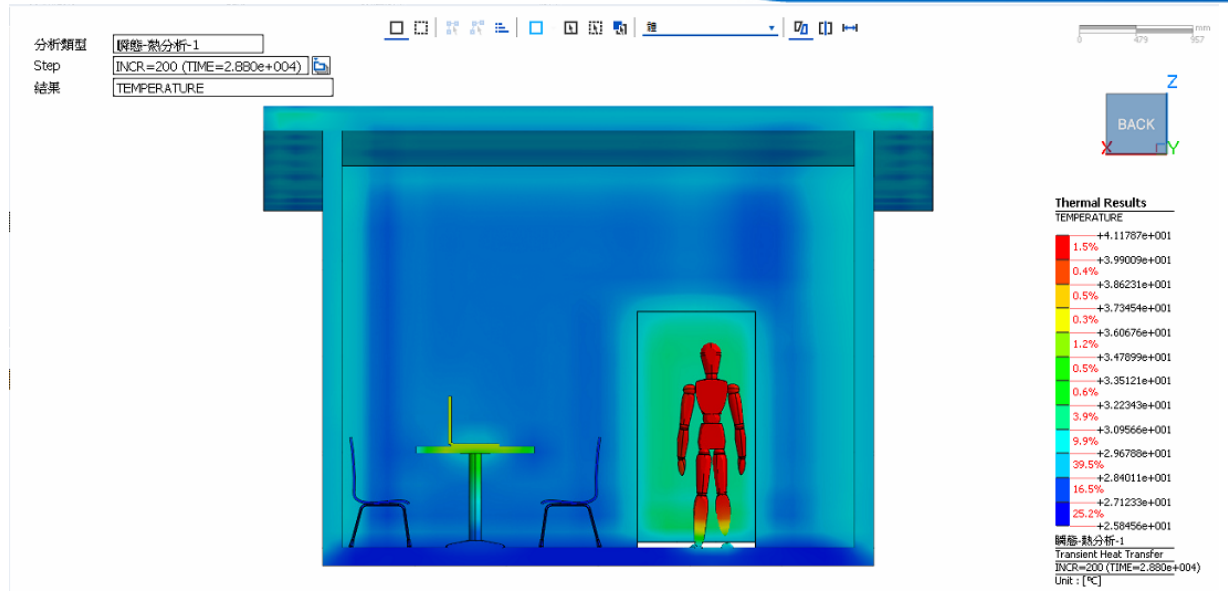 體
分析類型 瞬態-熱分析-1
Step INCR=200 (TIME=2.880e+004)
結果 TEMPERATURE
mm
0 479 957
Z
BACK
X Y
Thermal Results
TEMPERATURE
+4.11787e+001
1.5%
+3.99009e+001
0.4%
+3.86231e+001
0.5%
+3.73454e+001
0.3%
+3.60676e+001
1.2%
+3.47899e+001
0.5%
+3.35121e+001
0.6%
+3.22343e+001
3.9%
+3.09566e+001
9.9%
+2.96788e+001
39.5%
+2.84011e+001
16.5%
+2.71233e+001
25.2%
+2.58456e+001
瞬態-熱分析-1
Transient Heat Transfer
INCR=200 (TIME=2.880e+004)
Unit : [℃]